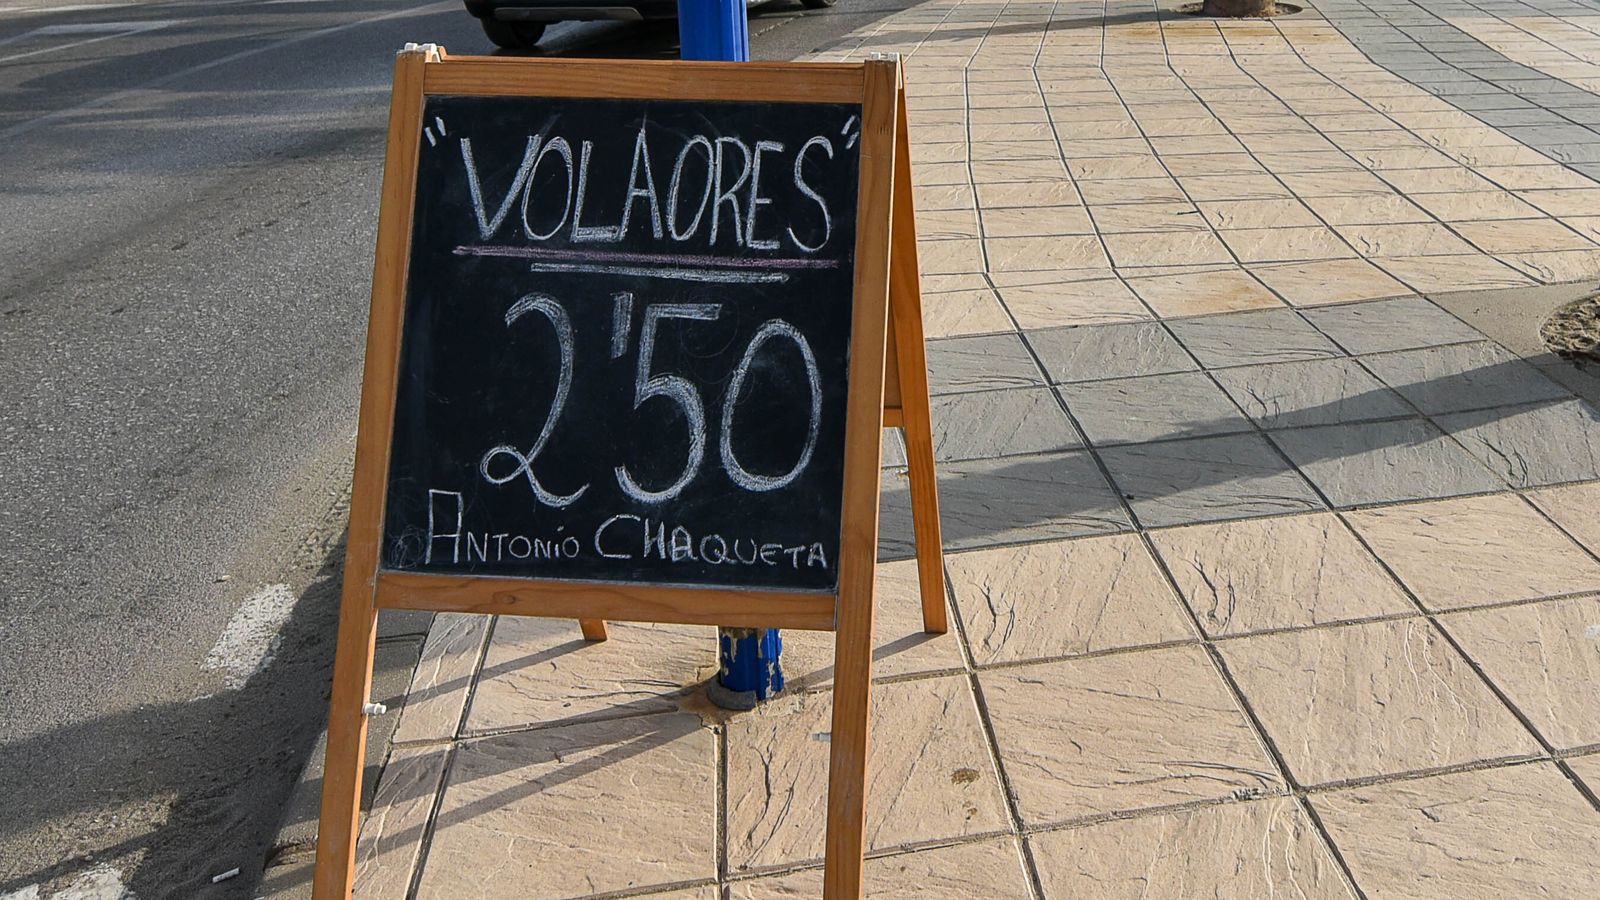 "VOLAORES"
2'50
ANTONIO CHAQUETA